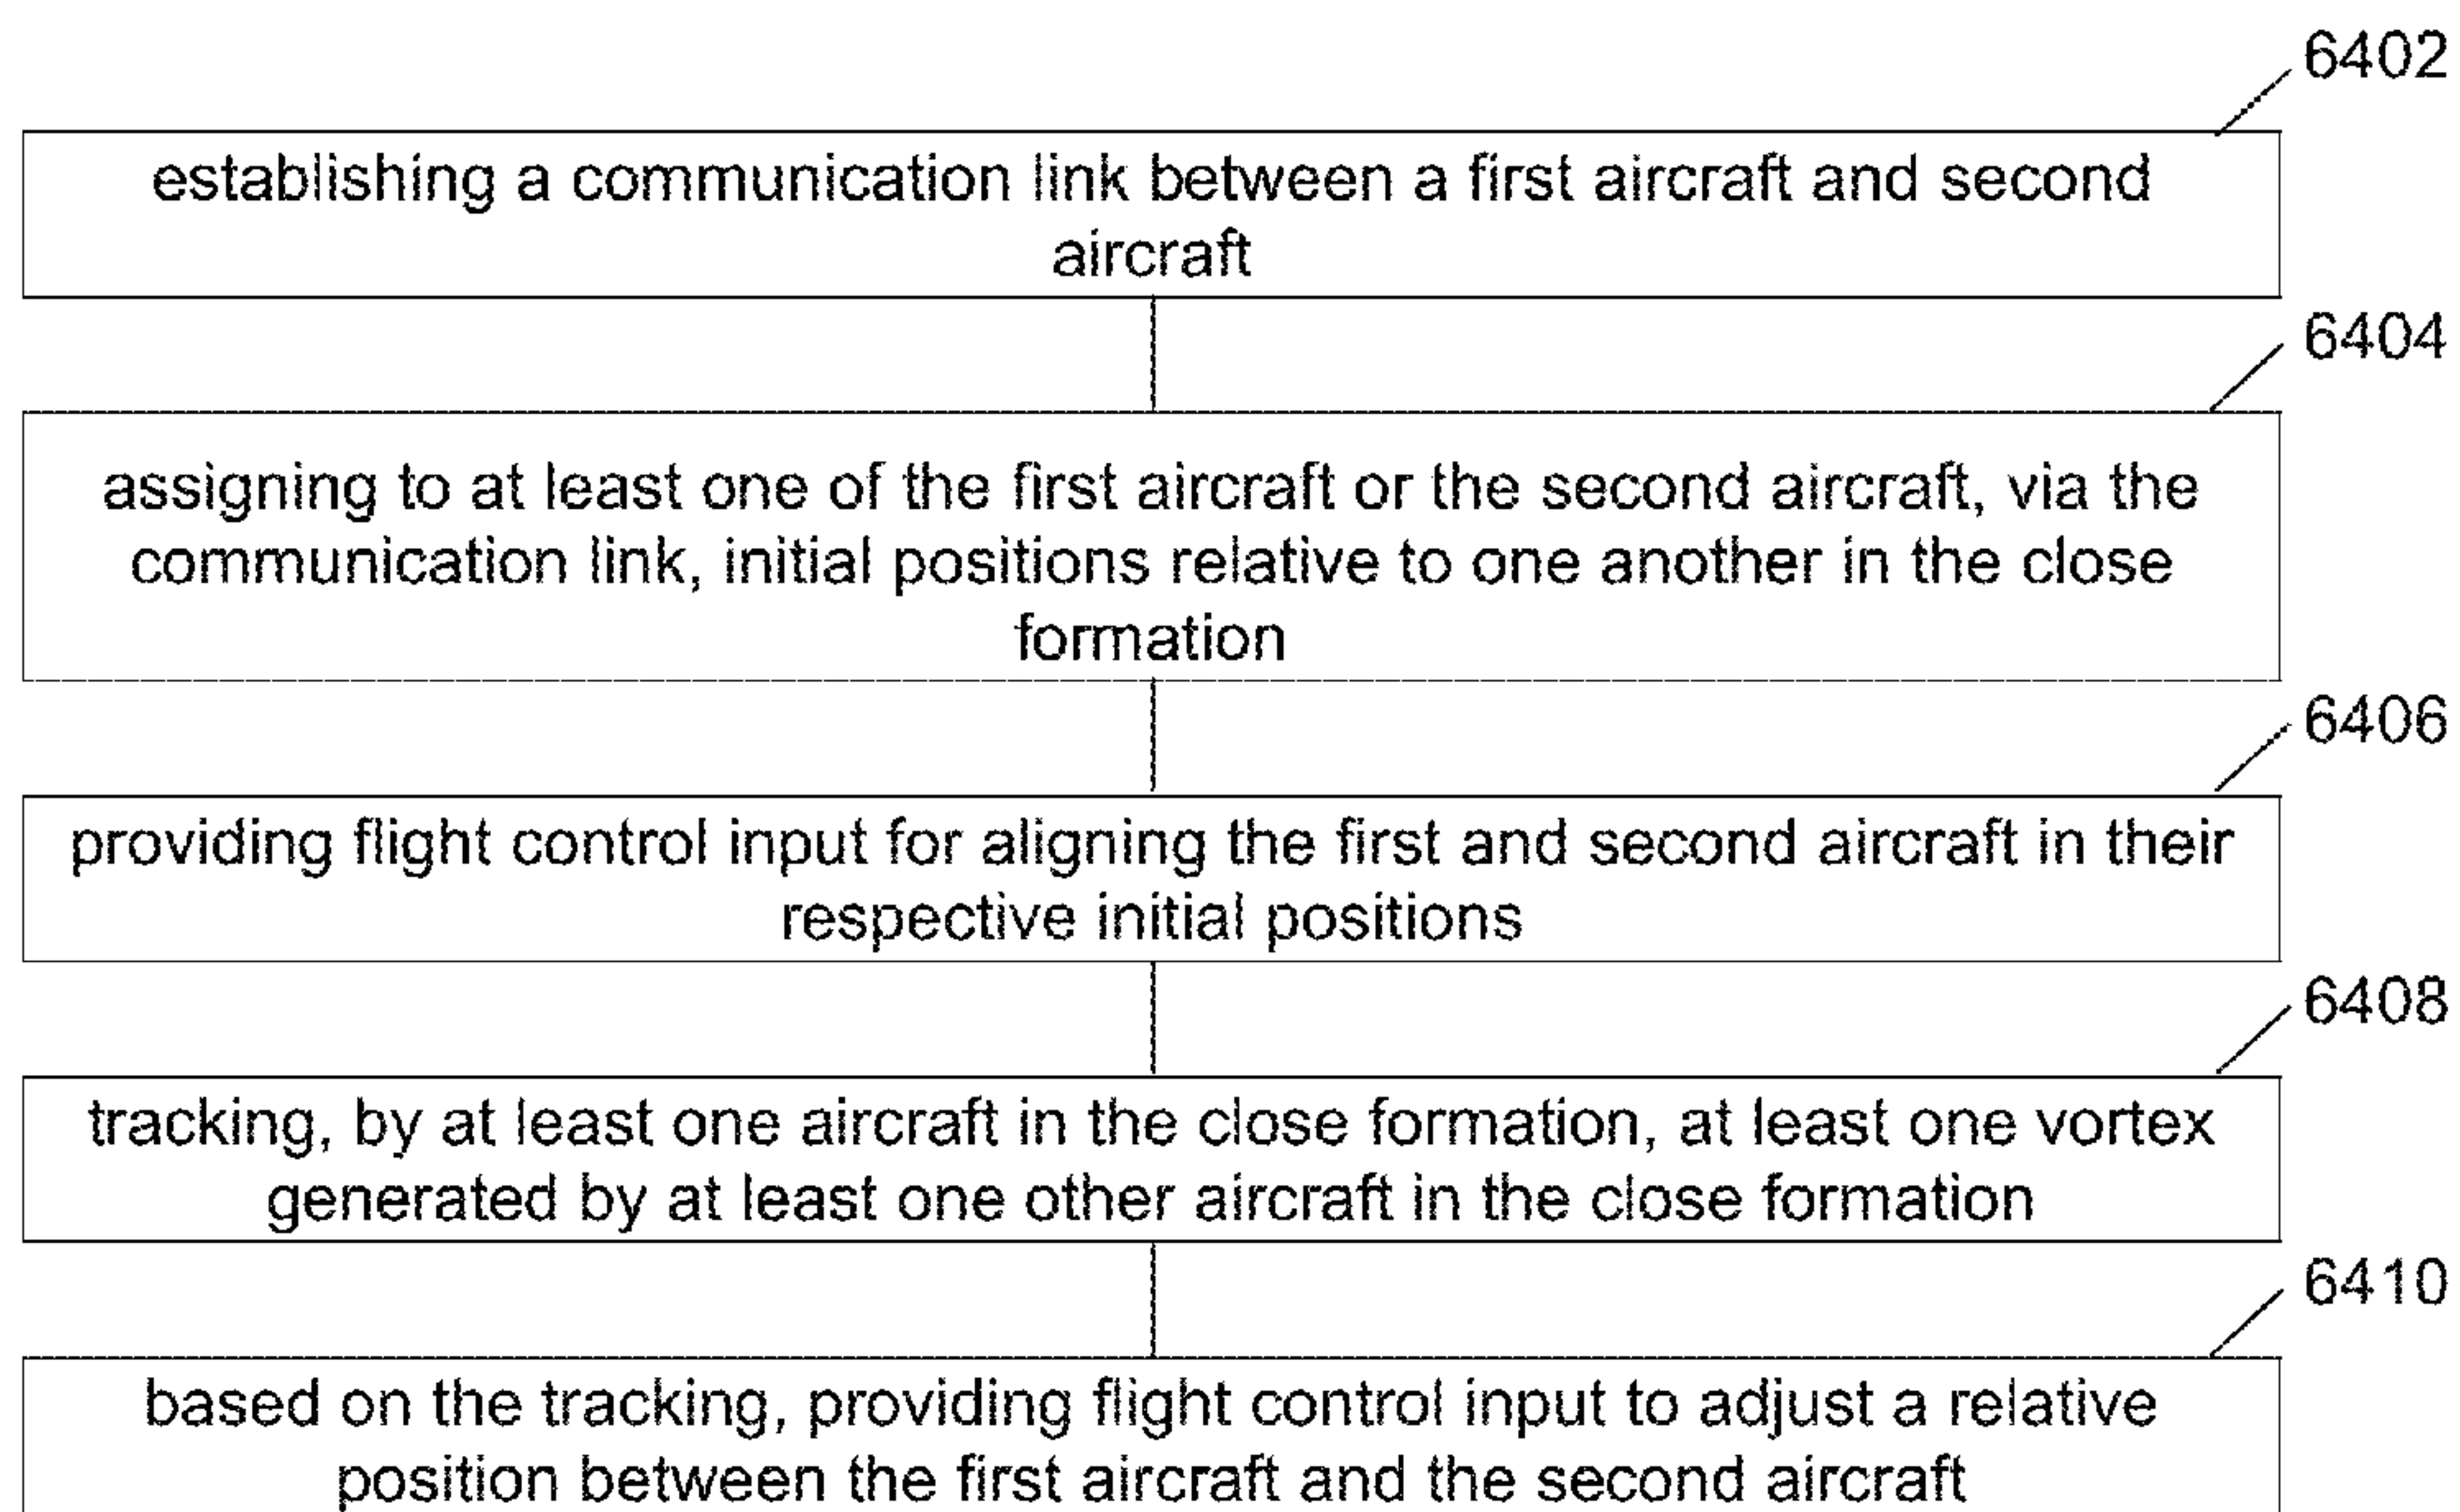 6402
establishing a communication link between a first aircraft and second
aircraft
6404
assigning to at least one of the first aircraft or the second aircraft, via the
communication link, initial positions relative to one another in the close
formation
6406
providing flight control input for aligning the first and second aircraft in their
respective initial positions
6408
tracking, by at least one aircraft in the close formation, at least one vortex
generated by at least one other aircraft in the close formation
6410
based on the tracking, providing flight control input to adjust a relative
position between the first aircraft and the second aircraft